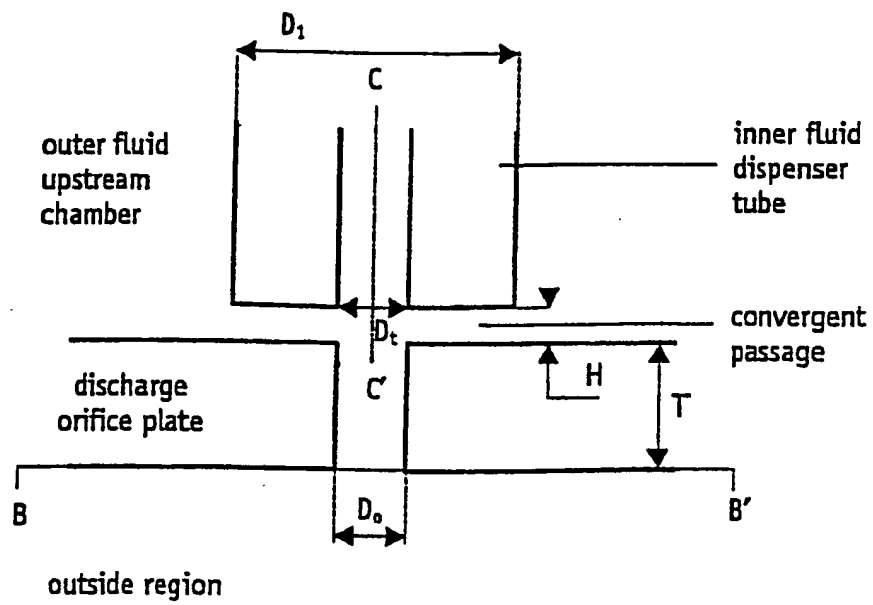 D₁
C
outer fluid
upstream
chamber
inner fluid
dispenser
tube
Dₜ
convergent
passage
C'
H
T
discharge
orifice plate
B
Dₒ
B'
outside region